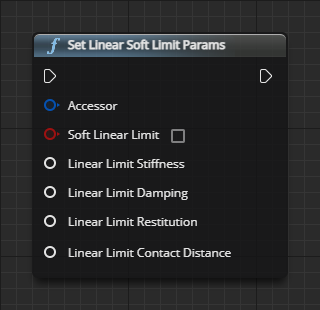 f Set Linear Soft Limit Params
Accessor
Soft Linear Limit
Linear Limit Stiffness
Linear Limit Damping
Linear Limit Restitution
Linear Limit Contact Distance